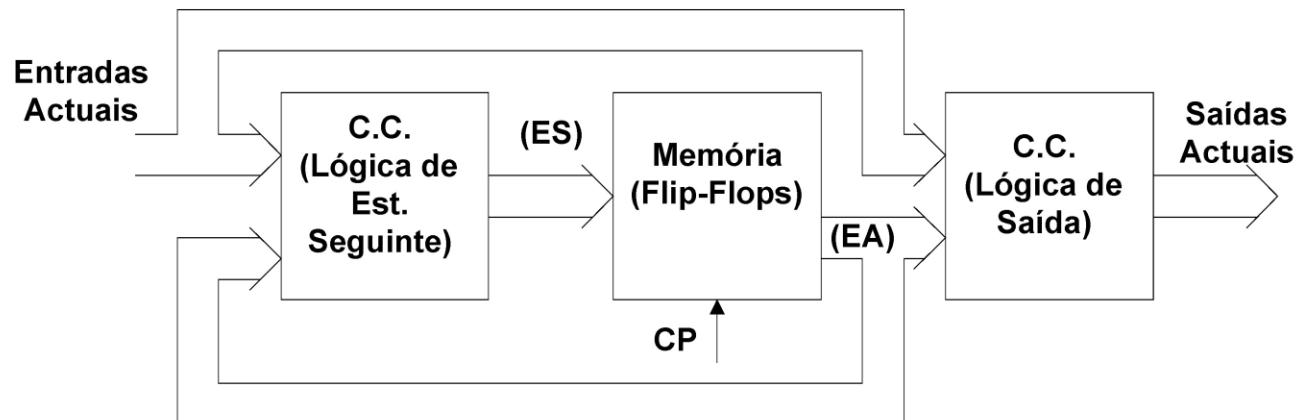 Entradas
Actuais
C.C.
(Lógica de
Est.
Seguinte)
(ES)
Memória
(Flip-Flops)
CP
(EA)
C.C.
(Lógica de
Saída)
Saídas
Actuais